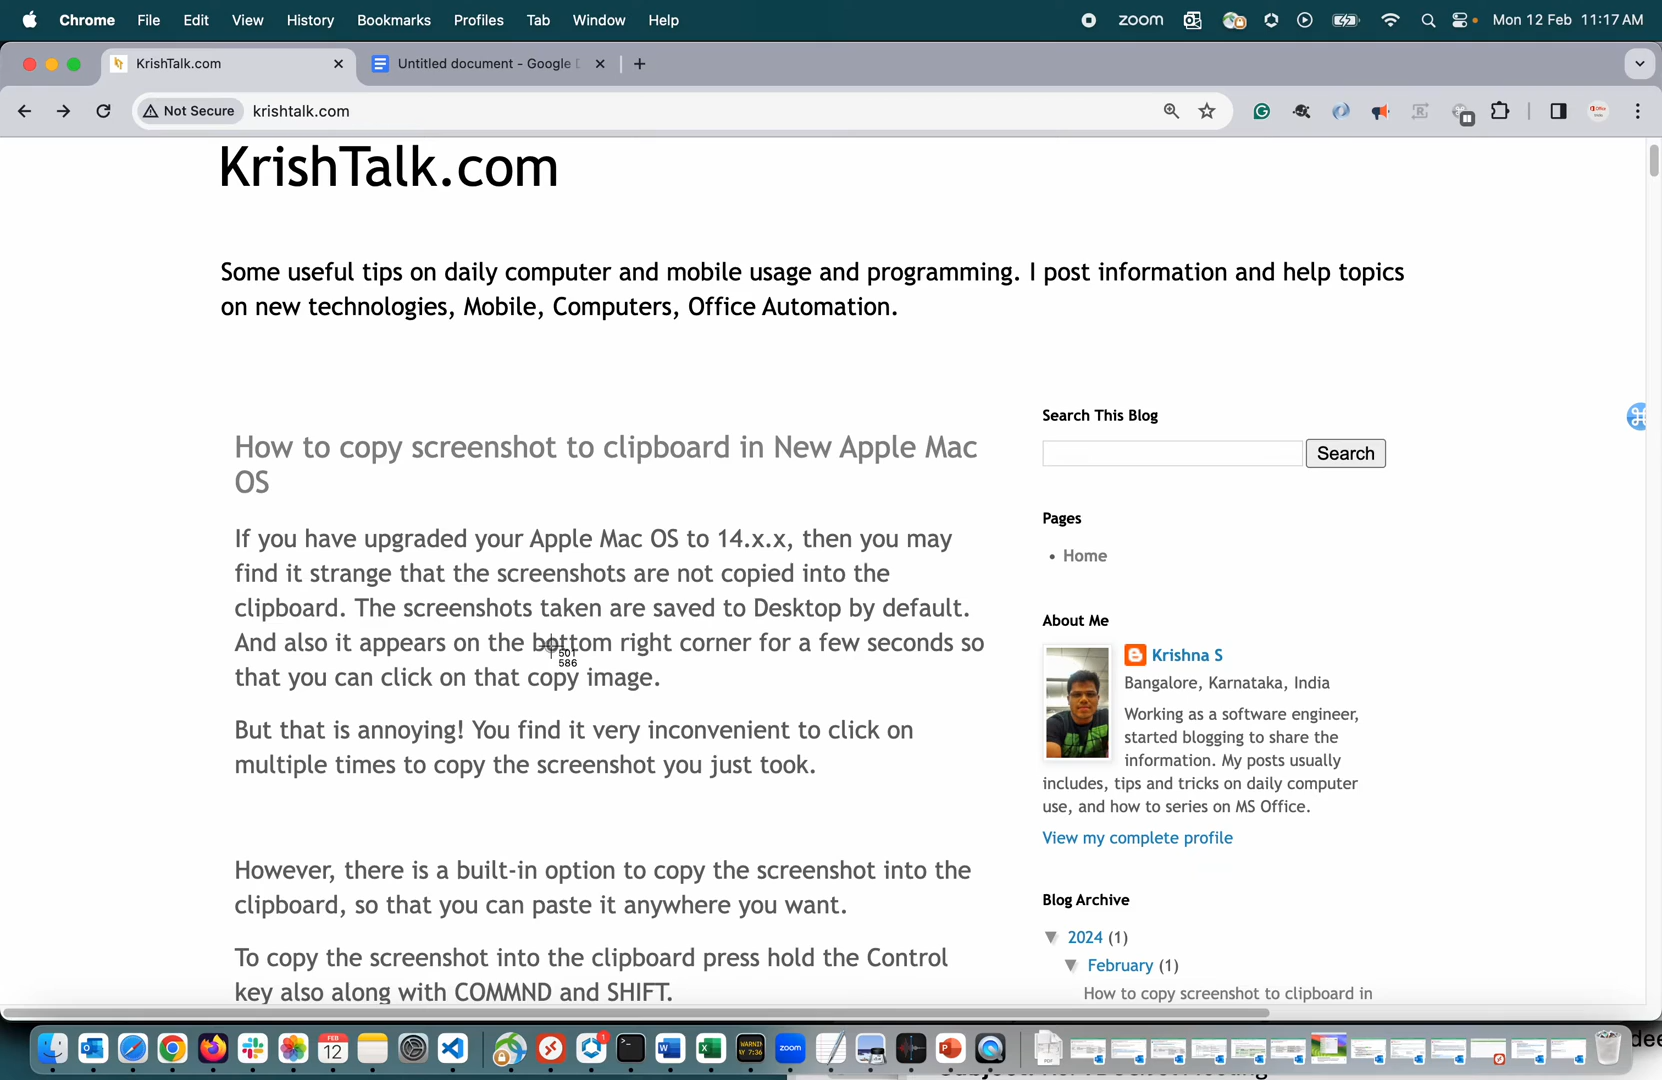 Chrome File Edit View History Bookmarks Profiles Tab Window Help
zoom Mon 12 Feb 11:17 AM
KrishTalk.com
Untitled document - Google
Not Secure krishtalk.com
KrishTalk.com
Some useful tips on daily computer and mobile usage and programming. I post information and help topics
on new technologies, Mobile, Computers, Office Automation.
How to copy screenshot to clipboard in New Apple Mac
OS
If you have upgraded your Apple Mac OS to 14.x.x, then you may
find it strange that the screenshots are not copied into the
clipboard. The screenshots taken are saved to Desktop by default.
And also it appears on the bottom right corner for a few seconds so
501
586
that you can click on that copy image.
But that is annoying! You find it very inconvenient to click on
multiple times to copy the screenshot you just took.
However, there is a built-in option to copy the screenshot into the
clipboard, so that you can paste it anywhere you want.
To copy the screenshot into the clipboard press hold the Control
key also along with COMMND and SHIFT.
Search This Blog
Search
Pages
• Home
About Me
Krishna S
Bangalore, Karnataka, India
Working as a software engineer,
started blogging to share the
information. My posts usually
includes, tips and tricks on daily computer
use, and how to series on MS Office.
View my complete profile
Blog Archive
▼ 2024 (1)
▼ February (1)
How to copy screenshot to clipboard in
FEB
12
1
zoom
PDF